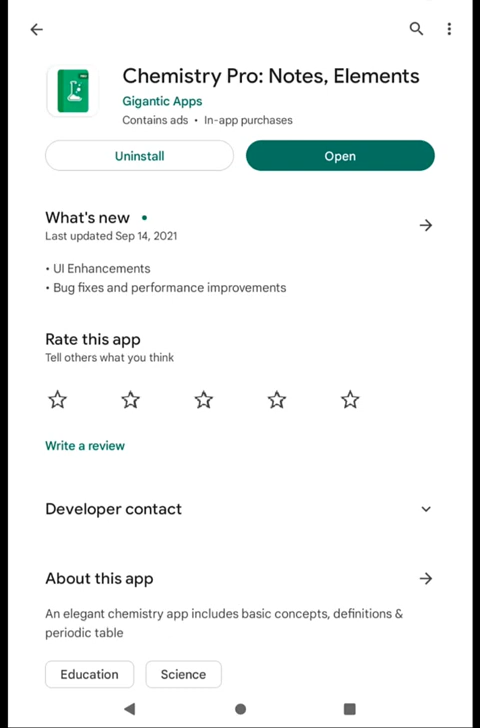 Chemistry Pro: Notes, Elements
Gigantic Apps
Contains ads • In-app purchases
Uninstall
Open
What's new •
Last updated Sep 14, 2021
• UI Enhancements
• Bug fixes and performance improvements
Rate this app
Tell others what you think
Write a review
Developer contact
About this app
An elegant chemistry app includes basic concepts, definitions &
periodic table
Education
Science